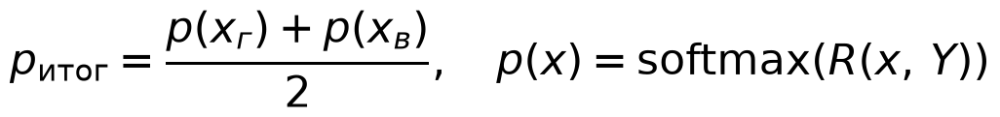 p_итог = (p(x_г) + p(x_в)) / 2, p(x) = softmax(R(x, Y))